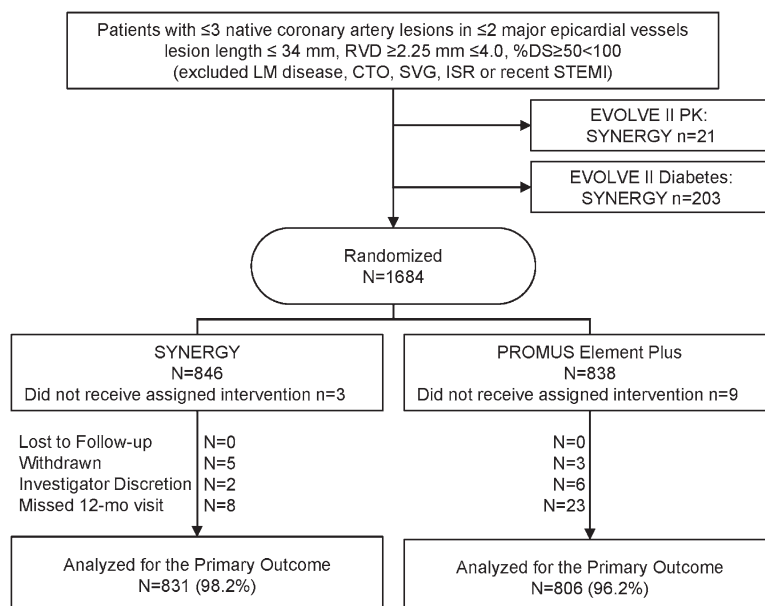 Patients with ≤3 native coronary artery lesions in ≤2 major epicardial vessels
lesion length ≤ 34 mm, RVD ≥2.25 mm ≤4.0, %DS≥50<100
(excluded LM disease, CTO, SVG, ISR or recent STEMI)
EVOLVE II PK:
SYNERGY n=21
EVOLVE II Diabetes:
SYNERGY n=203
Randomized
N=1684
SYNERGY
N=846
Did not receive assigned intervention n=3
PROMUS Element Plus
N=838
Did not receive assigned intervention n=9
Lost to Follow-up N=0 N=0
Withdrawn N=5 N=3
Investigator Discretion N=2 N=6
Missed 12-mo visit N=8 N=23
Analyzed for the Primary Outcome
N=831 (98.2%)
Analyzed for the Primary Outcome
N=806 (96.2%)